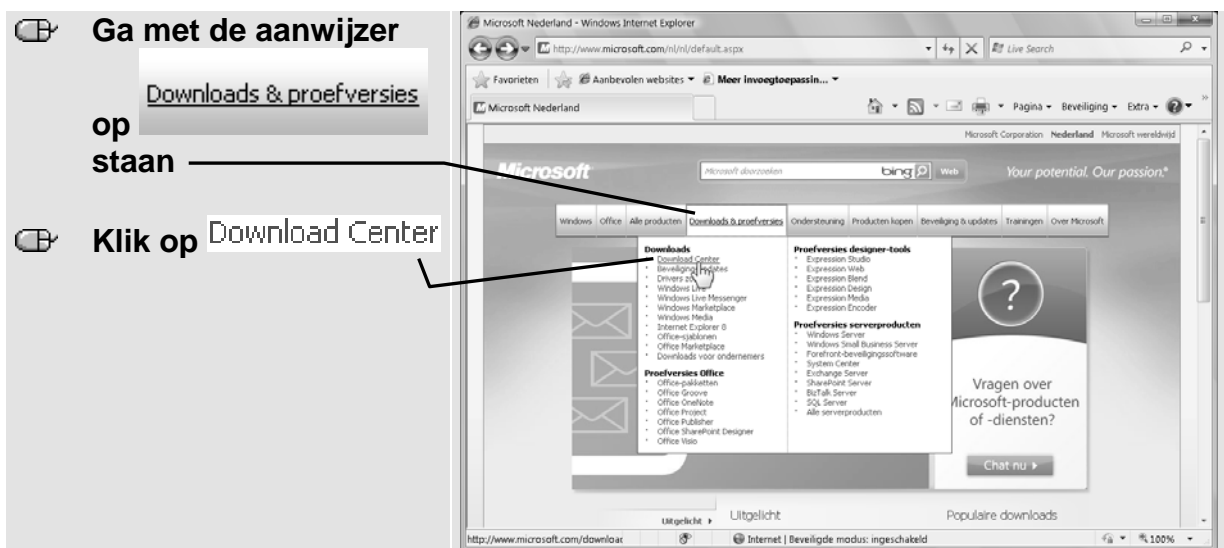 Ga met de aanwijzer
op Downloads & proefversies
staan
Klik op Download Center
Microsoft Nederland - Windows Internet Explorer
http://www.microsoft.com/nl/nl/default.aspx
Live Search
Favorieten
Aanbevolen websites
Meer invoegtoepassin...
Microsoft Nederland
Pagina
Beveiliging
Extra
Microsoft Corporation Nederland Microsoft wereldwijd
Microsoft
Microsoft doorzoeken
bing
Web
Your potential. Our passion.®
Windows Office Alle producten Downloads & proefversies Ondersteuning Producten kopen Beveiliging & updates Trainingen Over Microsoft
Downloads
Download Center
Beveiligingsupdates
Drivers
Windows Live
Windows Live Messenger
Windows Marketplace
Windows Media
Internet Explorer 8
Office-sjablonen
Office Marketplace
Downloads voor ondernemers
Proefversies Office
Office-pakketten
Office Groove
Office OneNote
Office Project
Office Publisher
Office SharePoint Designer
Office Visio
Proefversies designer-tools
Expression Studio
Expression Web
Expression Blend
Expression Design
Expression Media
Expression Encoder
Proefversies serverproducten
Windows Server
Windows Small Business Server
Forefront-beveiligingssoftware
System Center
Exchange Server
SharePoint Server
BizTalk Server
SQL Server
Alle serverproducten
?
Vragen over
Microsoft-producten
of -diensten?
Chat nu
Uitgelicht
Uitgelicht
Populaire downloads
http://www.microsoft.com/downloac
Internet | Beveiligde modus: ingeschakeld
100%